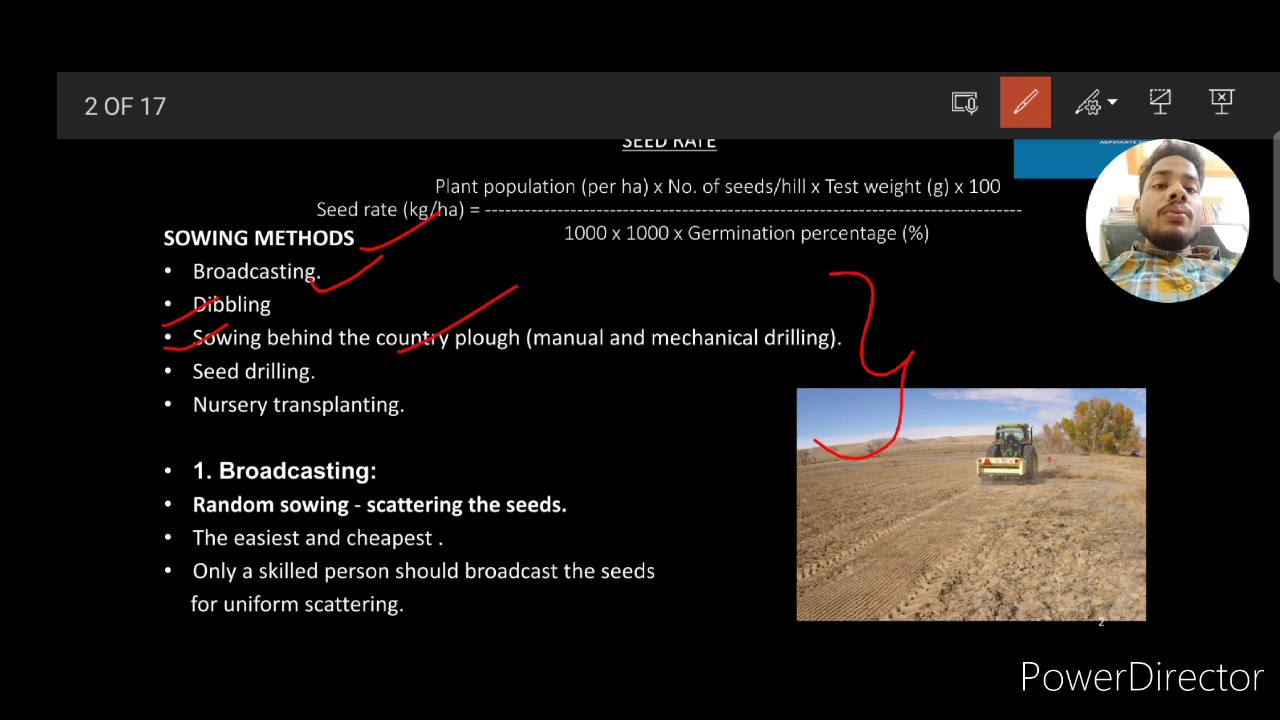 2 OF 17
SEED RATE
Plant population (per ha) x No. of seeds/hill x Test weight (g) x 100
Seed rate (kg/ha) = ------------------------------------------------------------
1000 x 1000 x Germination percentage (%)
SOWING METHODS
• Broadcasting.
• Dibbling
• Sowing behind the country plough (manual and mechanical drilling).
• Seed drilling.
• Nursery transplanting.
• 1. Broadcasting:
• Random sowing - scattering the seeds.
• The easiest and cheapest .
• Only a skilled person should broadcast the seeds
for uniform scattering.
2
PowerDirector